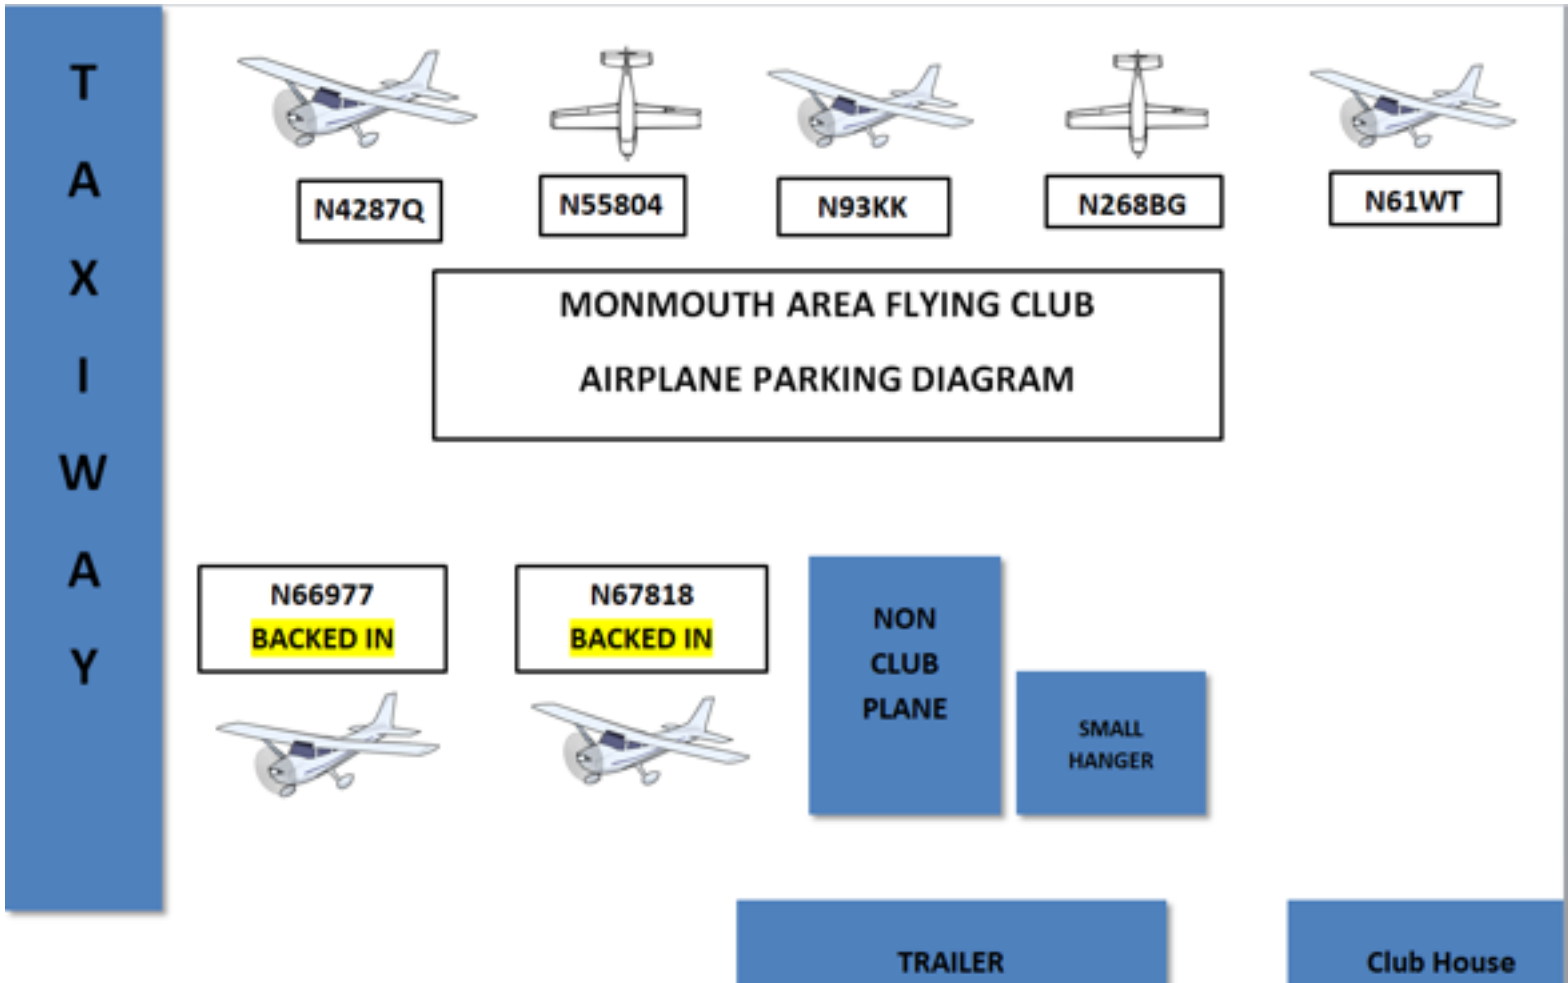 TAXIWAY
N4287Q
N55804
N93KK
N268BG
N61WT
MONMOUTH AREA FLYING CLUB
AIRPLANE PARKING DIAGRAM
N66977
BACKED IN
N67818
BACKED IN
NON
CLUB
PLANE
SMALL
HANGER
TRAILER
Club House